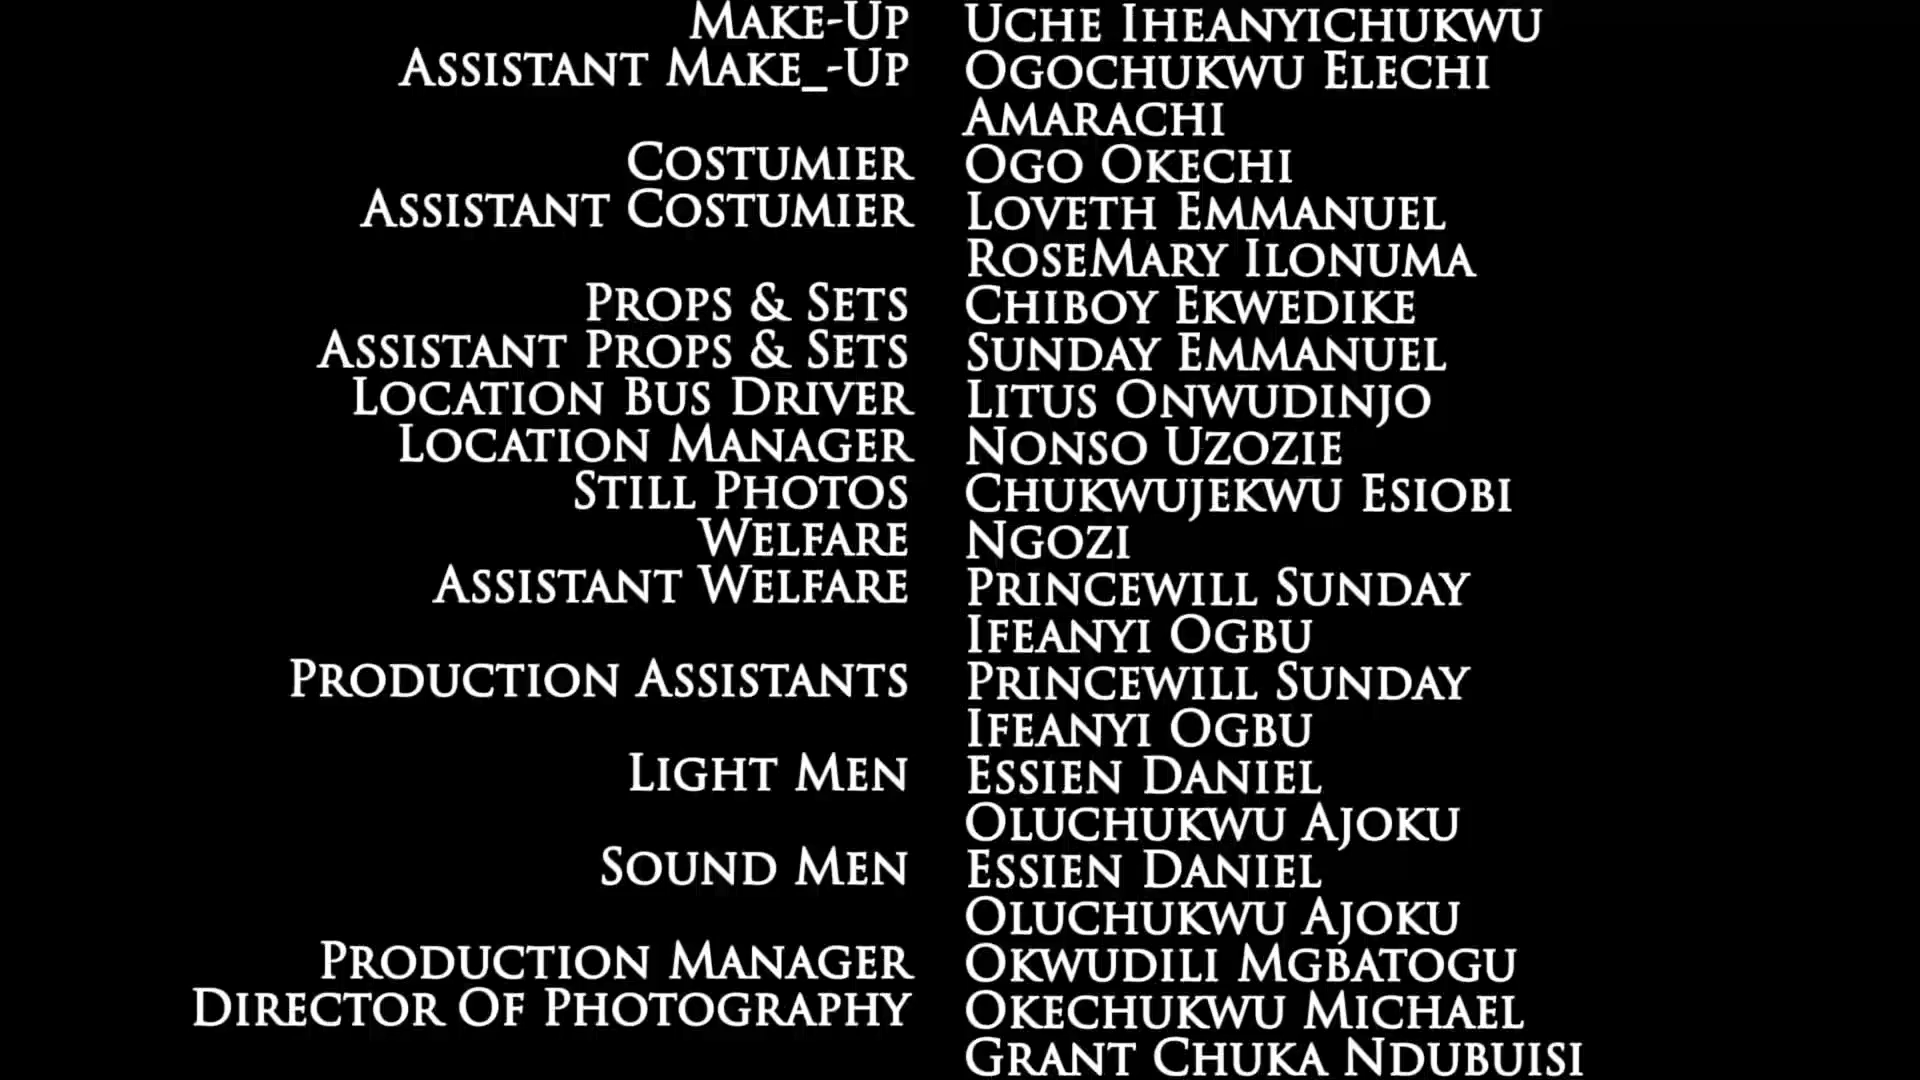 Make-Up Uche Iheanyichukwu
Assistant Make_-Up Ogochukwu Elechi
Amarachi
Costumier Ogo Okechi
Assistant Costumier Loveth Emmanuel
RoseMary Ilonuma
Props & Sets Chiboy Ekwedike
Assistant Props & Sets Sunday Emmanuel
Location Bus Driver Litus Onwudinjo
Location Manager Nonso Uzozie
Still Photos Chukwujekwu Esiobi
Welfare Ngozi
Assistant Welfare Princewill Sunday
Ifeanyi Ogbu
Production Assistants Princewill Sunday
Ifeanyi Ogbu
Light Men Essien Daniel
Oluchukwu Ajoku
Sound Men Essien Daniel
Oluchukwu Ajoku
Production Manager Okwudili Mgbatogu
Director Of Photography Okechukwu Michael
Grant Chuka Ndubuisi